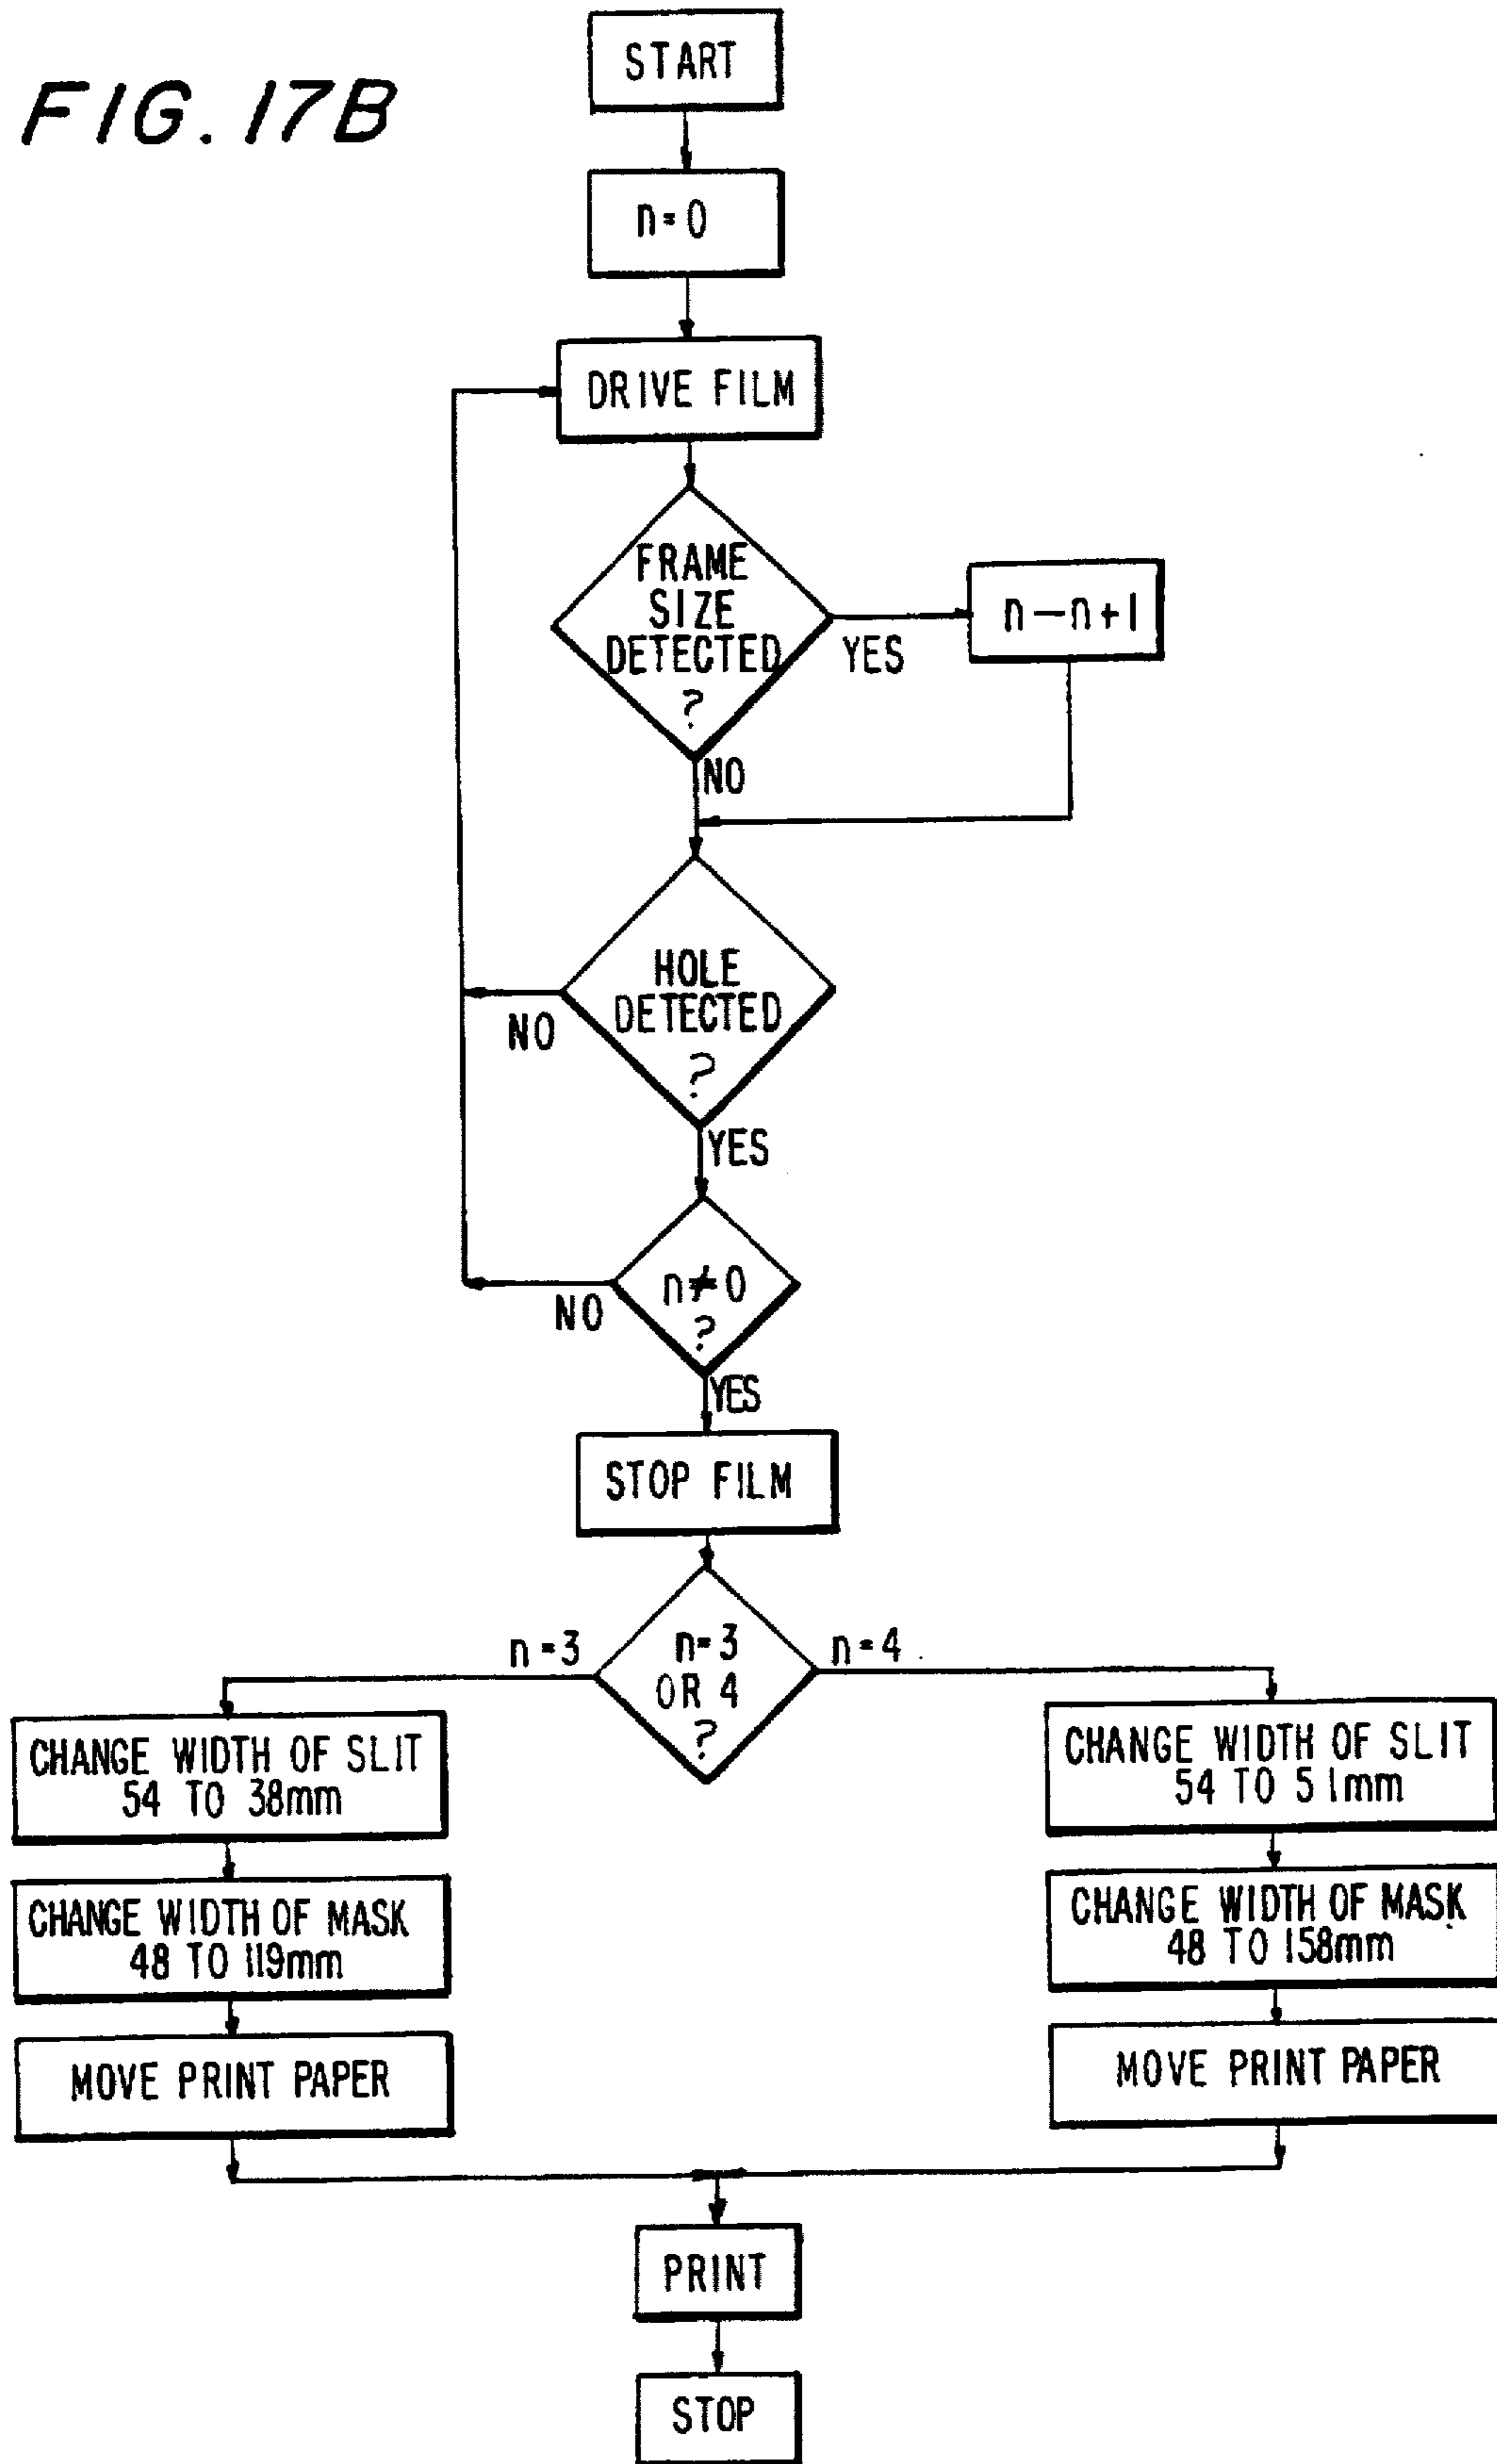 FIG. 17B
START
n=0
DRIVE FILM
FRAME
SIZE
DETECTED
?
YES
n—n+1
NO
HOLE
DETECTED
?
NO
YES
n≠0
?
NO
YES
STOP FILM
n=3
OR 4
?
n=3
n=4
CHANGE WIDTH OF SLIT
54 TO 38mm
CHANGE WIDTH OF SLIT
54 TO 51mm
CHANGE WIDTH OF MASK
48 TO 119mm
CHANGE WIDTH OF MASK
48 TO 158mm
MOVE PRINT PAPER
MOVE PRINT PAPER
PRINT
STOP